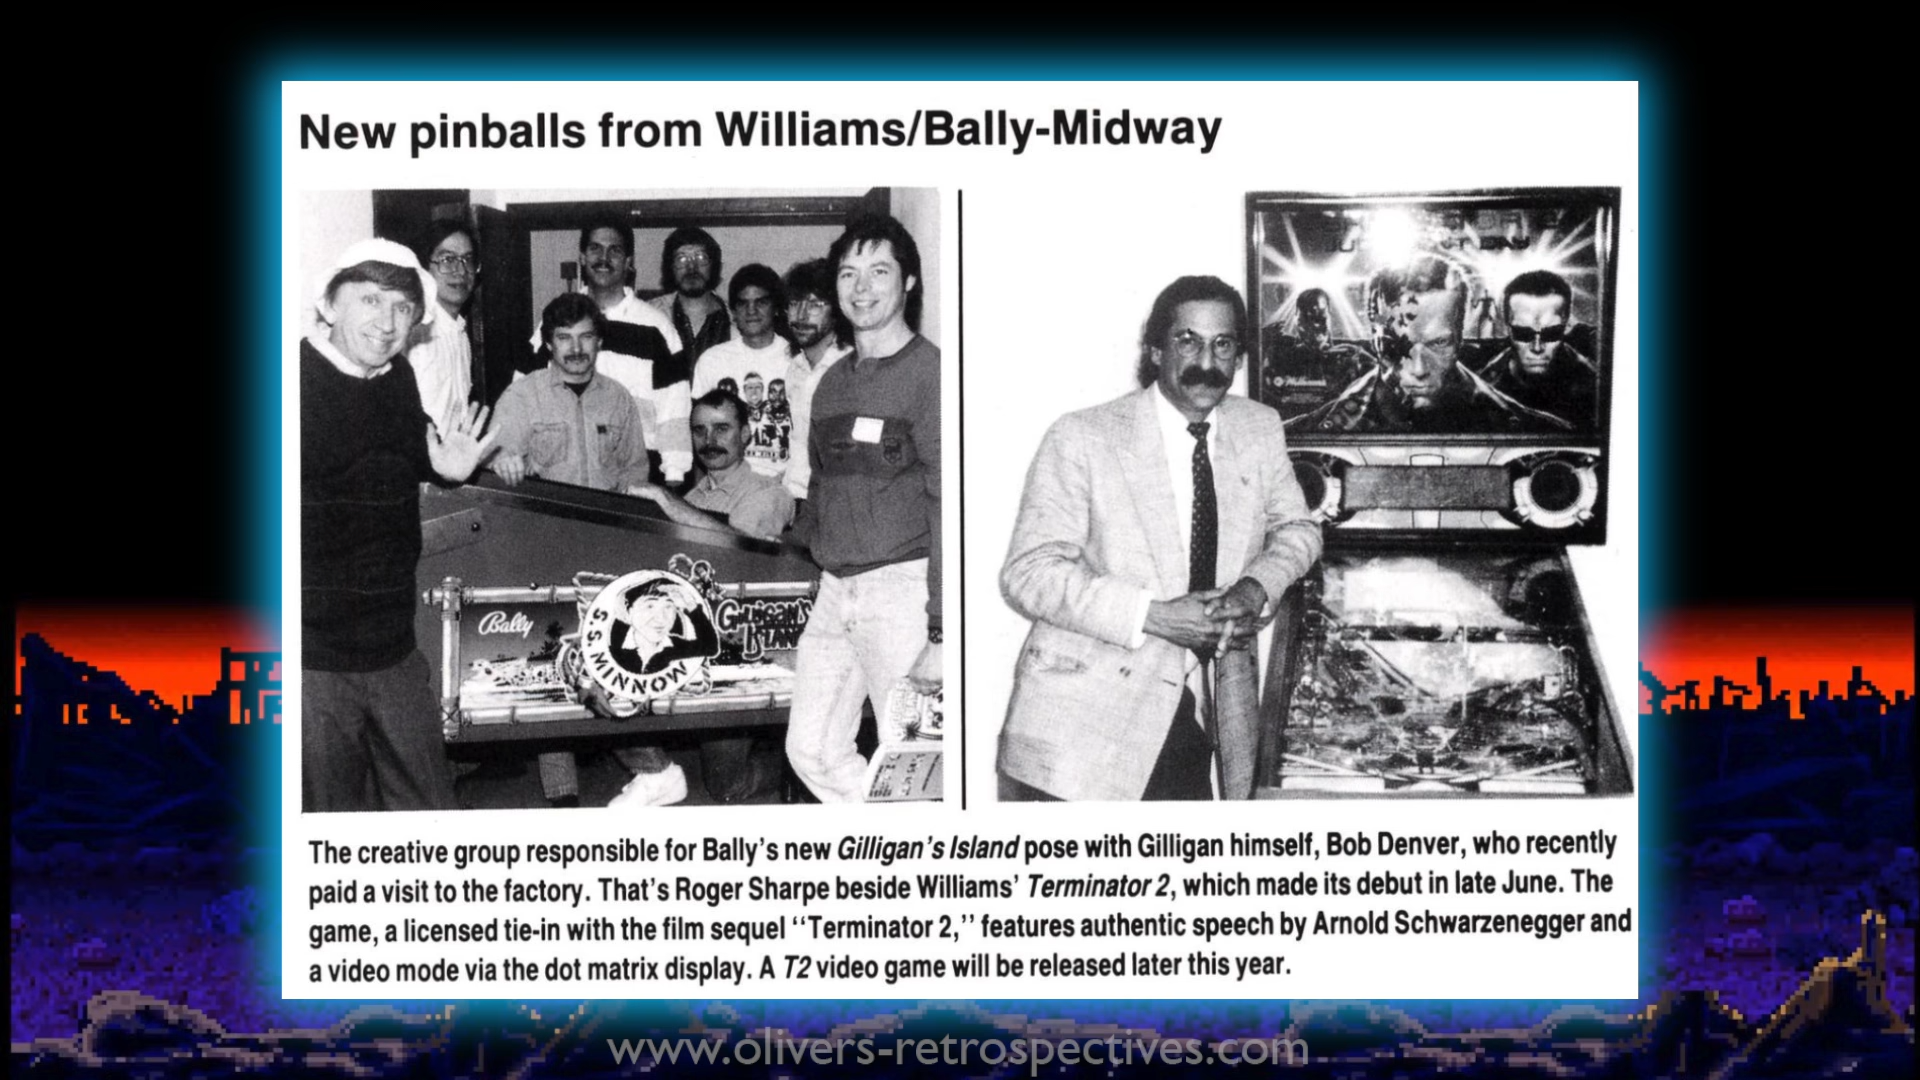 New pinballs from Williams/Bally-Midway
Bally
GILLIGAN'S
ISLAND
S.S. MINNOW
Williams
The creative group responsible for Bally's new Gilligan's Island pose with Gilligan himself, Bob Denver, who recently
paid a visit to the factory. That's Roger Sharpe beside Williams' Terminator 2, which made its debut in late June. The
game, a licensed tie-in with the film sequel "Terminator 2," features authentic speech by Arnold Schwarzenegger and
a video mode via the dot matrix display. A T2 video game will be released later this year.
www.olivers-retrospectives.com